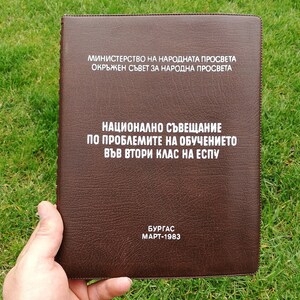 МИНИСТЕРСТВО НА НАРОДНАТА ПРОСВЕТА
ОКРЪЖЕН СЪВЕТ ЗА НАРОДНА ПРОСВЕТА
НАЦИОНАЛНО СЪВЕЩАНИЕ
ПО ПРОБЛЕМИТЕ НА ОБУЧЕНИЕТО
ВЪВ ВТОРИ КЛАС НА ЕСПУ
БУРГАС
МАРТ-1983